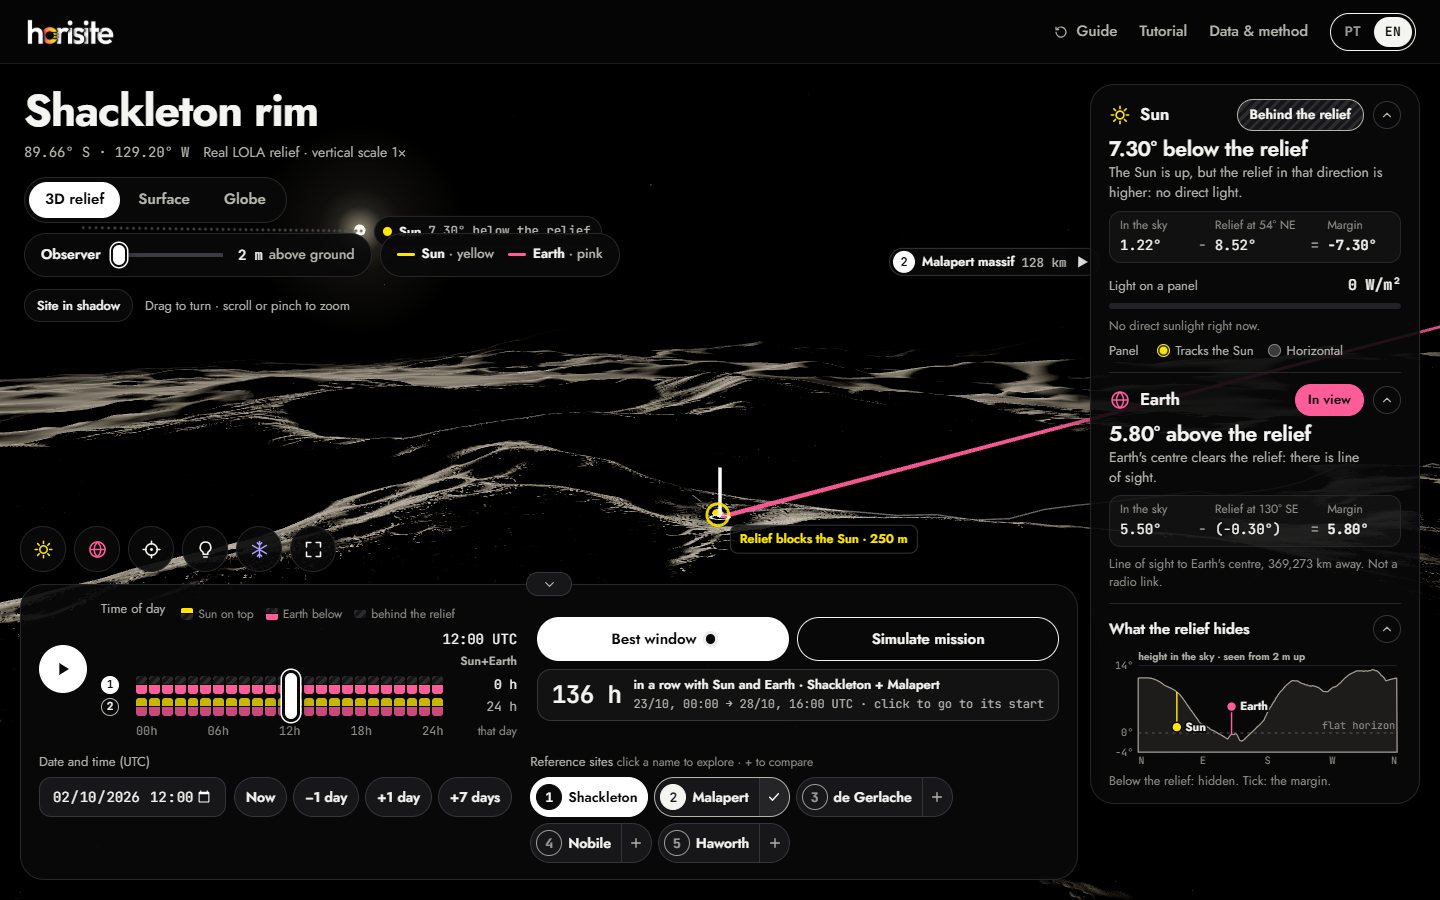 horisite
Guide Tutorial Data & method PT EN
Shackleton rim
89.66° S · 129.20° W Real LOLA relief · vertical scale 1×
3D relief Surface Globe
Sun 7.30° below the relief
Observer 2 m above ground
Sun · yellow Earth · pink
2 Malapert massif 128 km
Site in shadow Drag to turn · scroll or pinch to zoom
Relief blocks the Sun · 250 m
Sun Behind the relief
7.30° below the relief
The Sun is up, but the relief in that direction is
higher: no direct light.
In the sky Relief at 54° NE Margin
1.22° - 8.52° = -7.30°
Light on a panel 0 W/m²
No direct sunlight right now.
Panel Tracks the Sun Horizontal
Earth In view
5.80° above the relief
Earth's centre clears the relief: there is line
of sight.
In the sky Relief at 130° SE Margin
5.50° - (-0.30°) = 5.80°
Line of sight to Earth's centre, 369,273 km away. Not a
radio link.
What the relief hides
height in the sky · seen from 2 m up
14°
Earth
Sun
flat horizon
0°
-4°
N E S W N
Below the relief: hidden. Tick: the margin.
Time of day Sun on top Earth below behind the relief
12:00 UTC
Sun+Earth
1 0 h
2 24 h
00h 06h 12h 18h 24h that day
Best window Simulate mission
136 h in a row with Sun and Earth · Shackleton + Malapert
23/10, 00:00 → 28/10, 16:00 UTC · click to go to its start
Date and time (UTC)
02/10/2026 12:00 Now −1 day +1 day +7 days
Reference sites click a name to explore · + to compare
1 Shackleton 2 Malapert ✓ 3 de Gerlache +
4 Nobile + 5 Haworth +